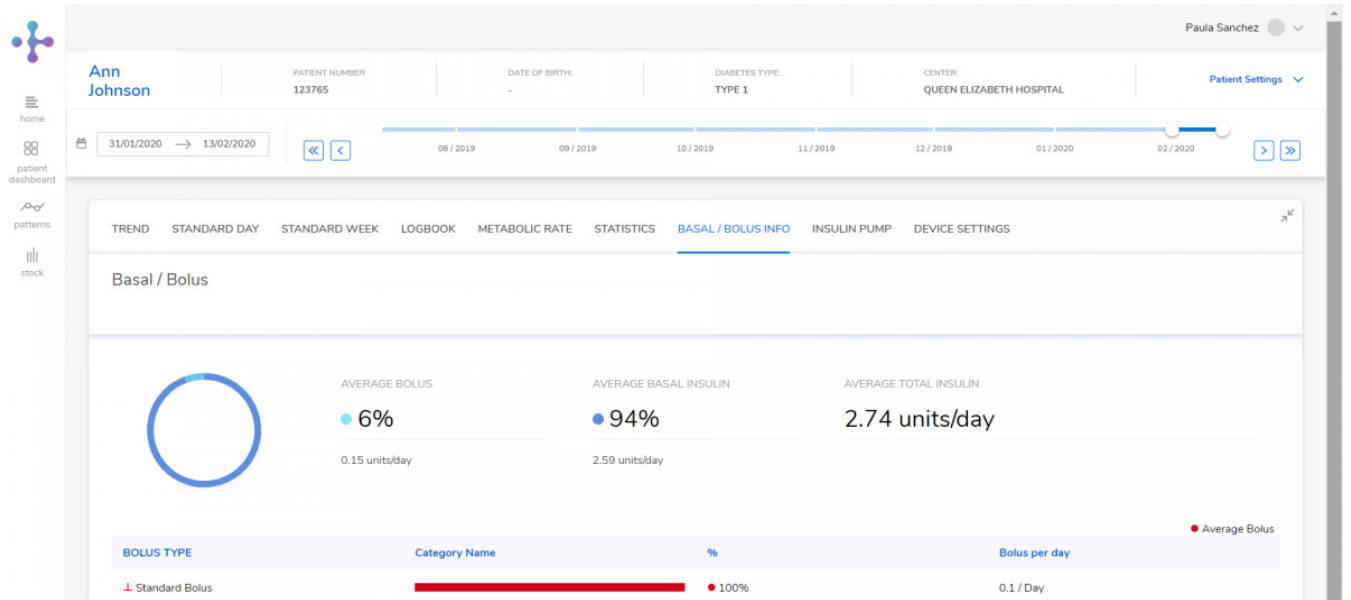 Paula Sanchez
Ann
Johnson
PATIENT NUMBER
123765
DATE OF BIRTH:
-
DIABETES TYPE:
TYPE 1
CENTER:
QUEEN ELIZABETH HOSPITAL
Patient Settings
home
patient
dashboard
patterns
stock
31/01/2020 → 13/02/2020
08 / 2019 09 / 2019 10 / 2019 11 / 2019 12 / 2019 01 / 2020 02 / 2020
TREND STANDARD DAY STANDARD WEEK LOGBOOK METABOLIC RATE STATISTICS BASAL / BOLUS INFO INSULIN PUMP DEVICE SETTINGS
Basal / Bolus
AVERAGE BOLUS
6%
0.15 units/day
AVERAGE BASAL INSULIN
94%
2.59 units/day
AVERAGE TOTAL INSULIN
2.74 units/day
Average Bolus
BOLUS TYPE Category Name % Bolus per day
Standard Bolus 100% 0.1 / Day